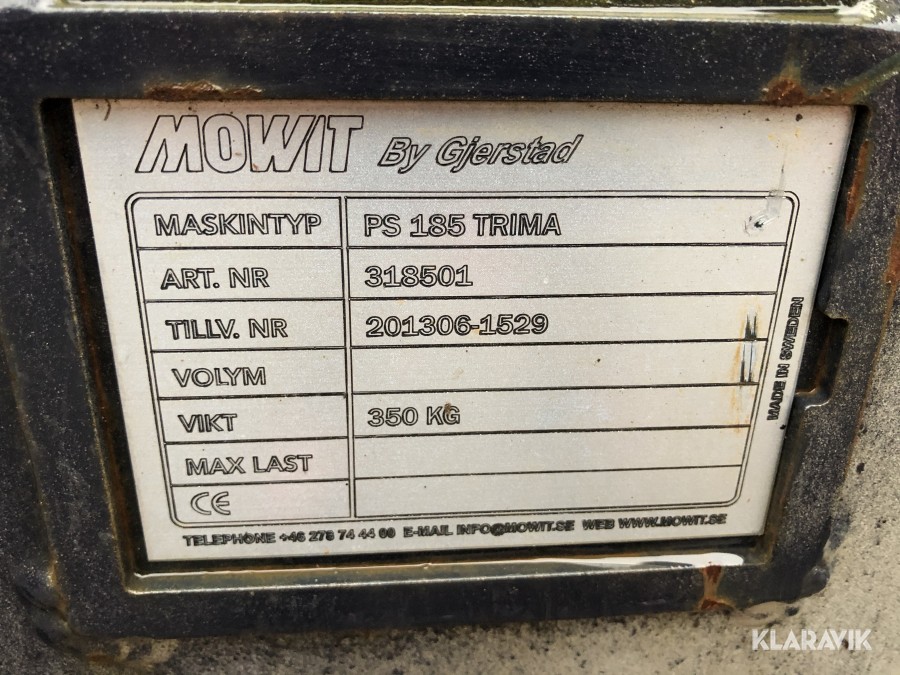 MOWIT By Gjerstad
MASKINTYP PS 185 TRIMA
ART. NR 318501
TILLV. NR 201306-1529
VOLYM
VIKT 350 KG
MAX LAST
CE
TELEPHONE +46 278 74 44 00 E-MAIL INFO@MOWIT.SE WEB WWW.MOWIT.SE
MADE IN SWEDEN
KLARAVIK